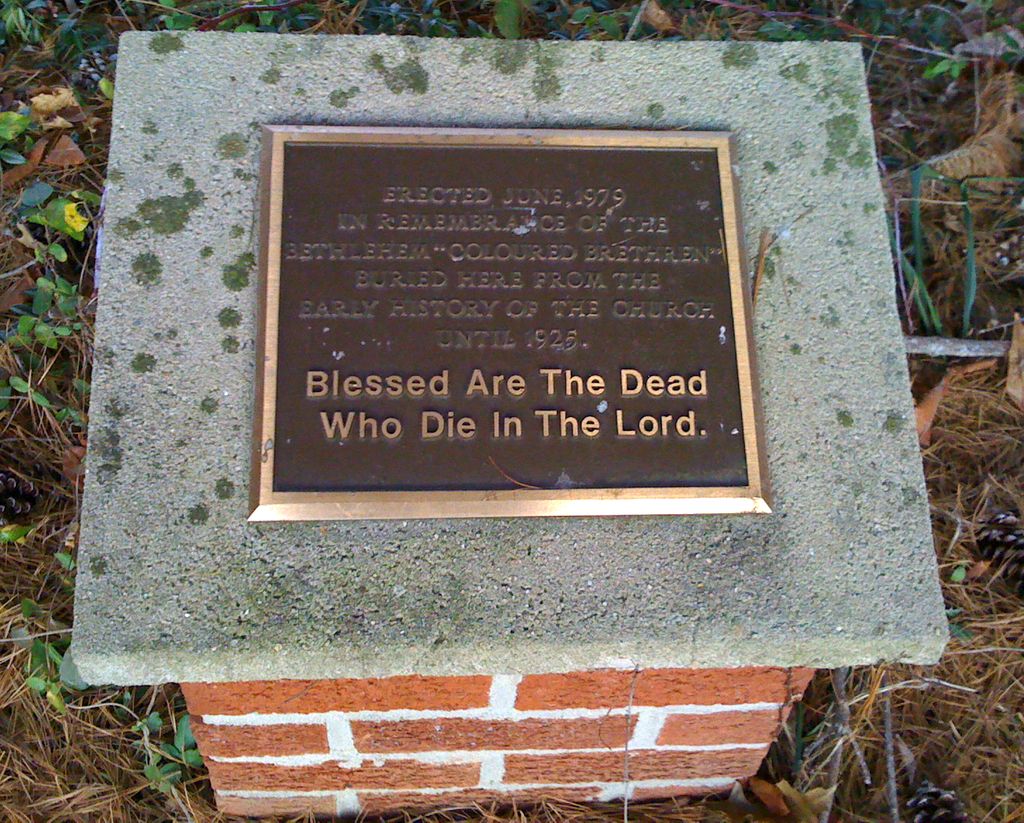 ERECTED JUNE, 1979
IN REMEMBRANCE OF THE
BETHLEHEM "COLOURED BRETHREN"
BURIED HERE FROM THE
EARLY HISTORY OF THE CHURCH
UNTIL 1925.
Blessed Are The Dead
Who Die In The Lord.